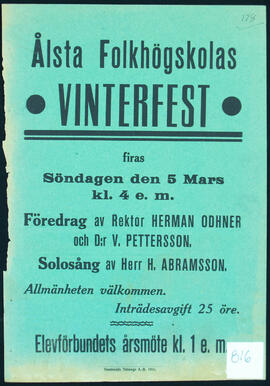 178
Ålsta Folkhögskolas
• VINTERFEST •
firas
Söndagen den 5 Mars
kl. 4 e. m.
Föredrag av Rektor HERMAN ODHNER
och D:r V. PETTERSSON.
Solosång av Herr H. ABRAMSSON.
Allmänheten välkommen.
Inträdesavgift 25 öre.
Elevförbundets årsmöte kl. 1 e. m.
816